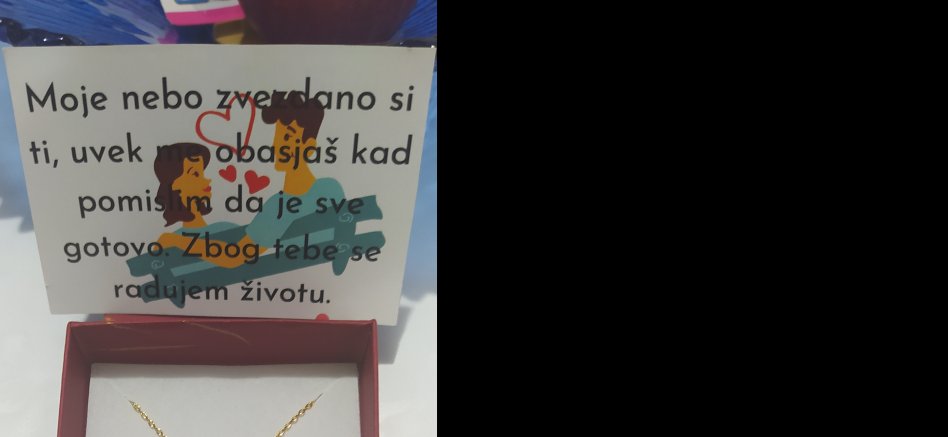 Moje nebo zvezdano si
ti, uvek me obasjaš kad
pomislim da je sve
gotovo. Zbog tebe se
radujem životu.